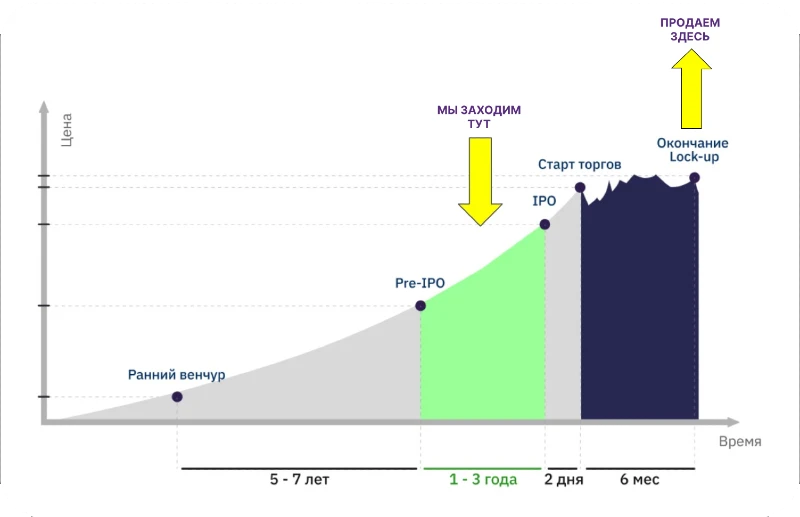 ПРОДАЕМ
ЗДЕСЬ
МЫ ЗАХОДИМ
ТУТ
Цена
Окончание
Lock-up
Старт торгов
IPO
Pre-IPO
Ранний венчур
Время
5 - 7 лет
1 - 3 года
2 дня
6 мес